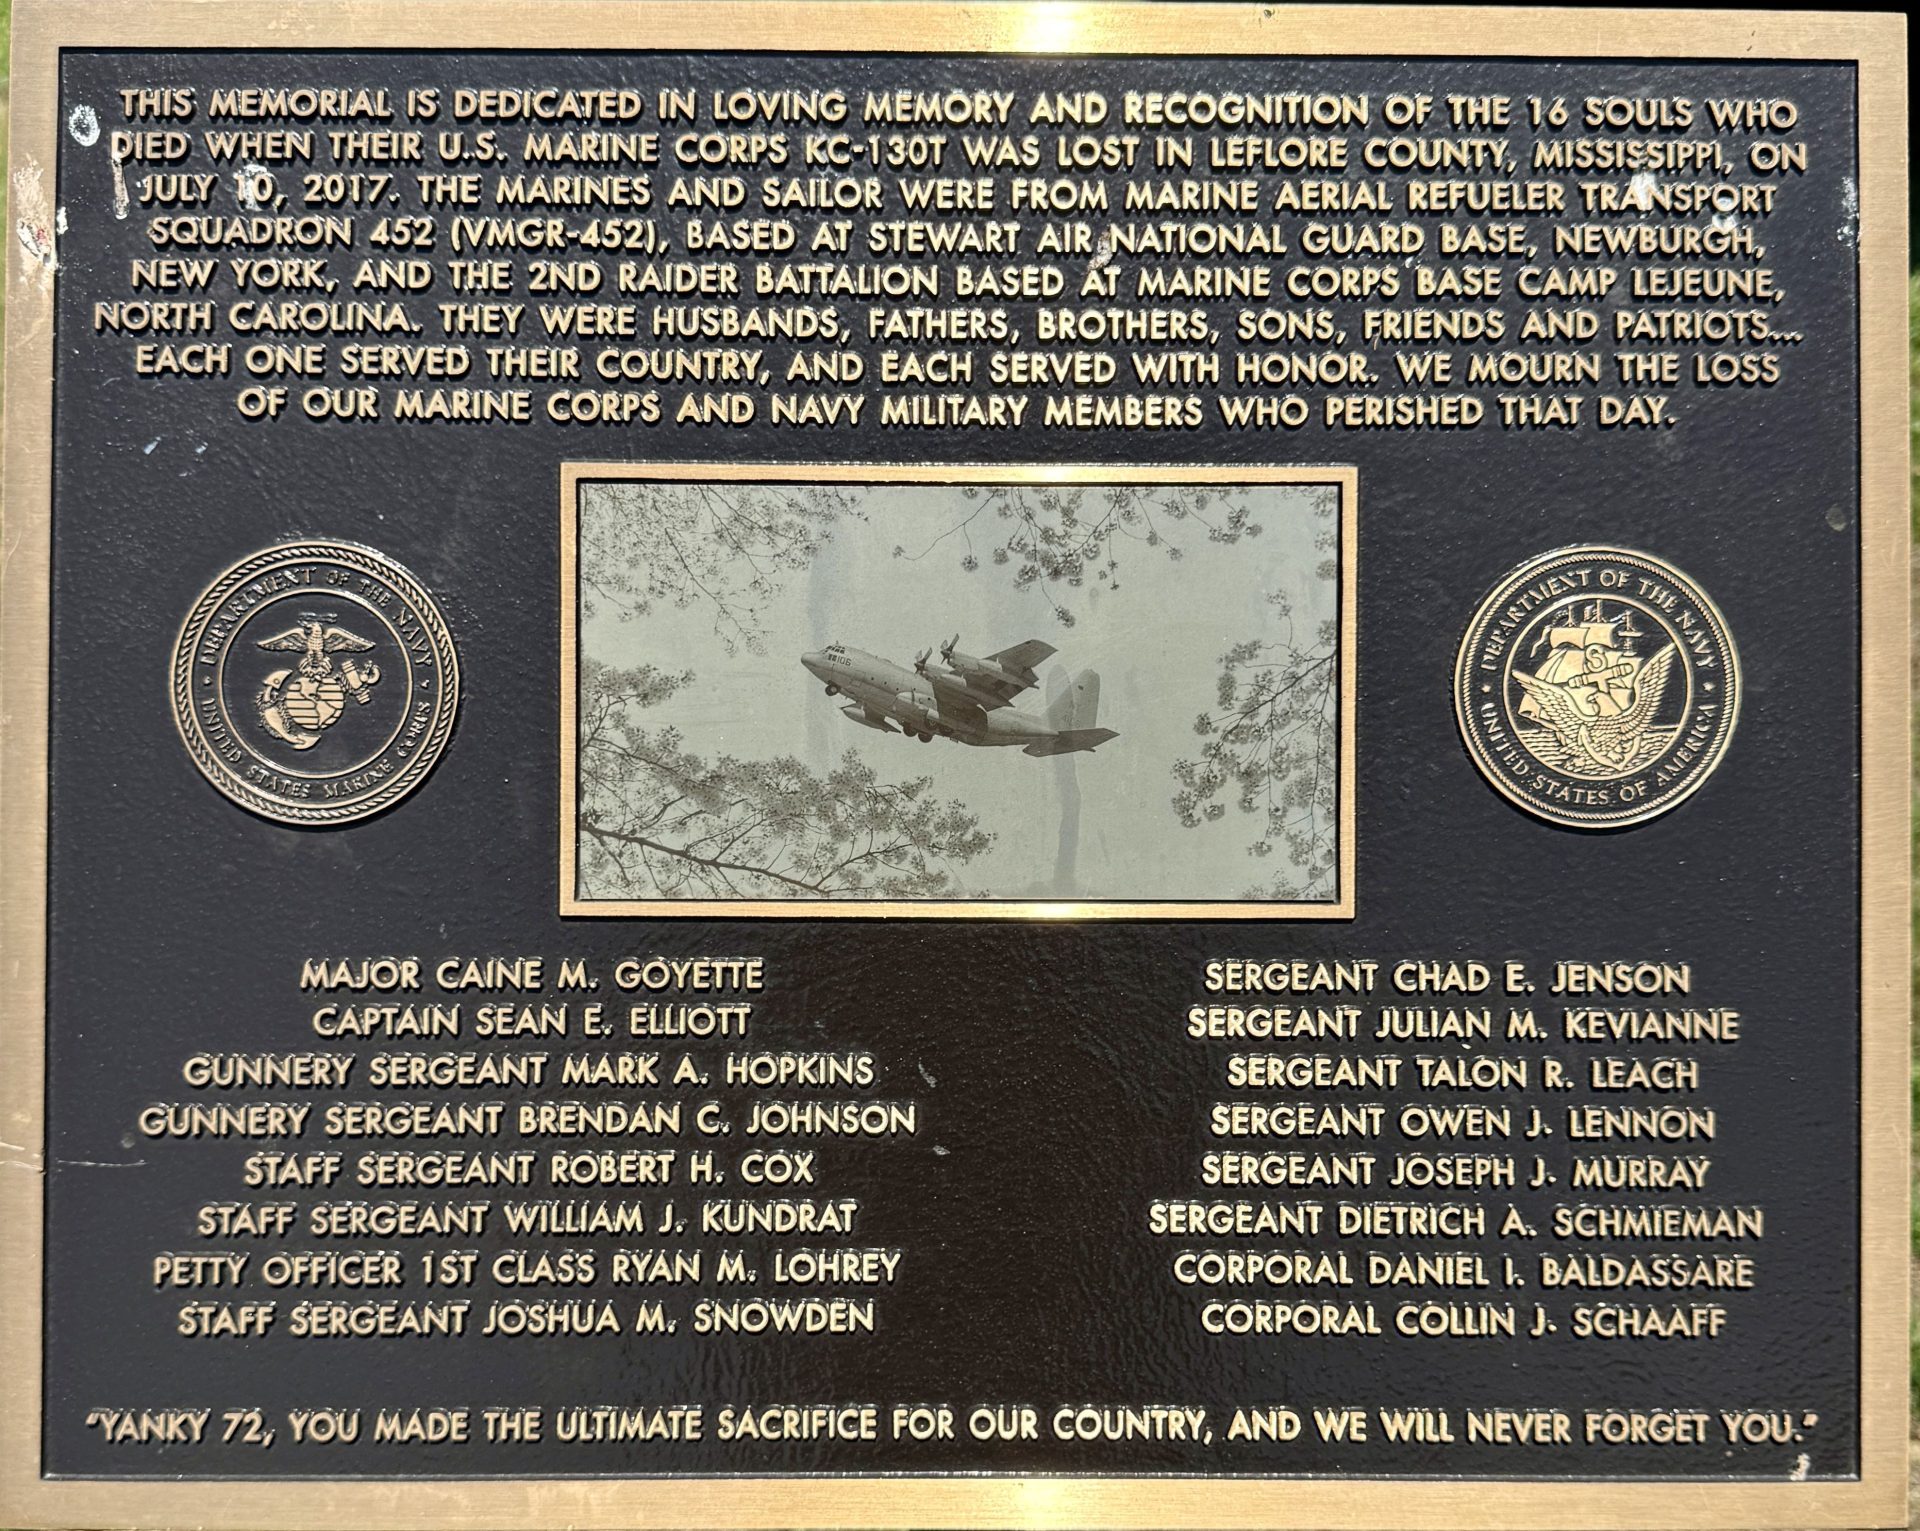 THIS MEMORIAL IS DEDICATED IN LOVING MEMORY AND RECOGNITION OF THE 16 SOULS WHO
DIED WHEN THEIR U.S. MARINE CORPS KC-130T WAS LOST IN LEFLORE COUNTY, MISSISSIPPI, ON
JULY 10, 2017. THE MARINES AND SAILOR WERE FROM MARINE AERIAL REFUELER TRANSPORT
SQUADRON 452 (VMGR-452), BASED AT STEWART AIR NATIONAL GUARD BASE, NEWBURGH,
NEW YORK, AND THE 2ND RAIDER BATTALION BASED AT MARINE CORPS BASE CAMP LEJEUNE,
NORTH CAROLINA. THEY WERE HUSBANDS, FATHERS, BROTHERS, SONS, FRIENDS AND PATRIOTS...
EACH ONE SERVED THEIR COUNTRY, AND EACH SERVED WITH HONOR. WE MOURN THE LOSS
OF OUR MARINE CORPS AND NAVY MILITARY MEMBERS WHO PERISHED THAT DAY.
DEPARTMENT OF THE NAVY
UNITED STATES MARINE CORPS
106
DEPARTMENT OF THE NAVY
UNITED STATES OF AMERICA
MAJOR CAINE M. GOYETTE
CAPTAIN SEAN E. ELLIOTT
GUNNERY SERGEANT MARK A. HOPKINS
GUNNERY SERGEANT BRENDAN C. JOHNSON
STAFF SERGEANT ROBERT H. COX
STAFF SERGEANT WILLIAM J. KUNDRAT
PETTY OFFICER 1ST CLASS RYAN M. LOHREY
STAFF SERGEANT JOSHUA M. SNOWDEN
SERGEANT CHAD E. JENSON
SERGEANT JULIAN M. KEVIANNE
SERGEANT TALON R. LEACH
SERGEANT OWEN J. LENNON
SERGEANT JOSEPH J. MURRAY
SERGEANT DIETRICH A. SCHMIEMAN
CORPORAL DANIEL I. BALDASSARE
CORPORAL COLLIN J. SCHAAFF
"YANKY 72, YOU MADE THE ULTIMATE SACRIFICE FOR OUR COUNTRY, AND WE WILL NEVER FORGET YOU."